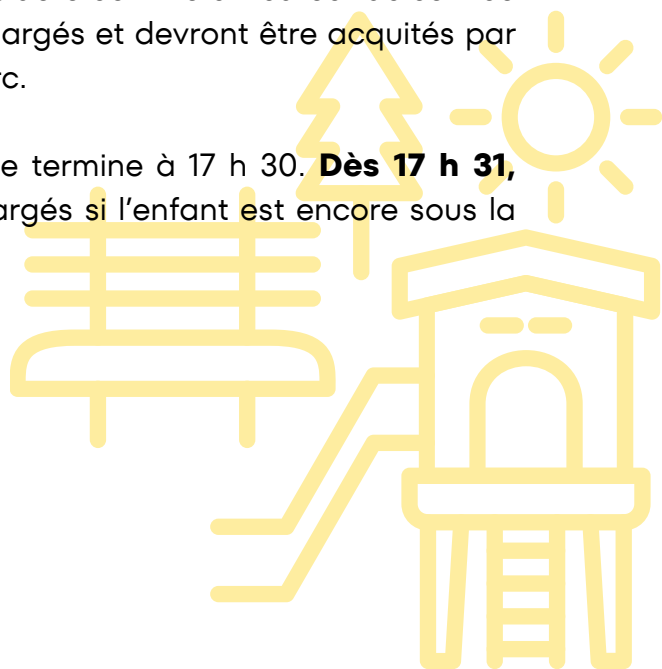 argés et devront être acquités par
rc.
e termine à 17 h 30. Dès 17 h 31,
argés si l’enfant est encore sous la